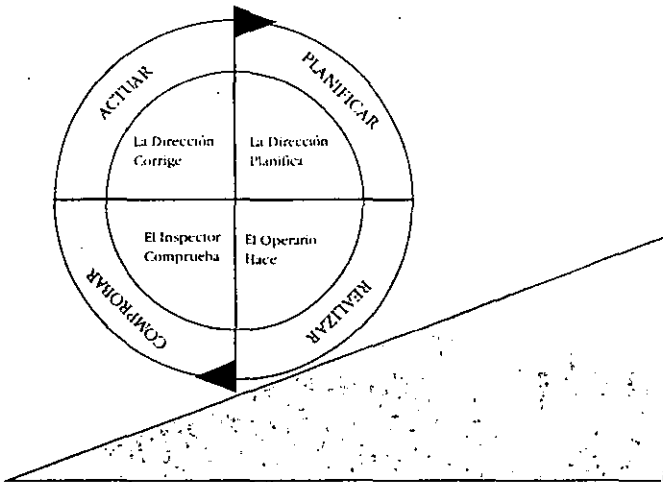 ACTUAR
PLANIFICAR
La Dirección
Corrige
La Dirección
Planifica
El Inspector
Comprueba
El Operario
Hace
COMPROBAR
REALIZAR